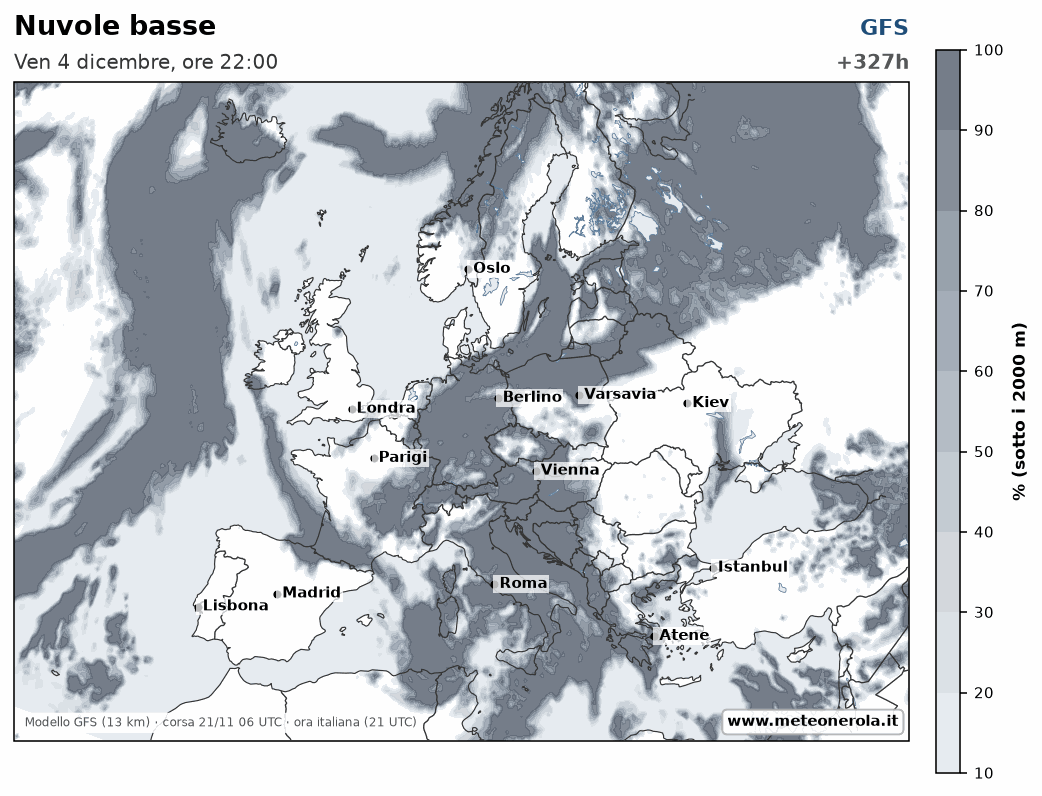 Nuvole basse
GFS
Ven 4 dicembre, ore 22:00
+327h
100
90
80
70
60
50
40
30
20
10
% (sotto i 2000 m)
Oslo
Londra
Berlino
Varsavia
Kiev
Parigi
Vienna
Istanbul
Roma
Madrid
Lisbona
Atene
Modello GFS (13 km) · corsa 21/11 06 UTC · ora italiana (21 UTC)
www.meteonerola.it